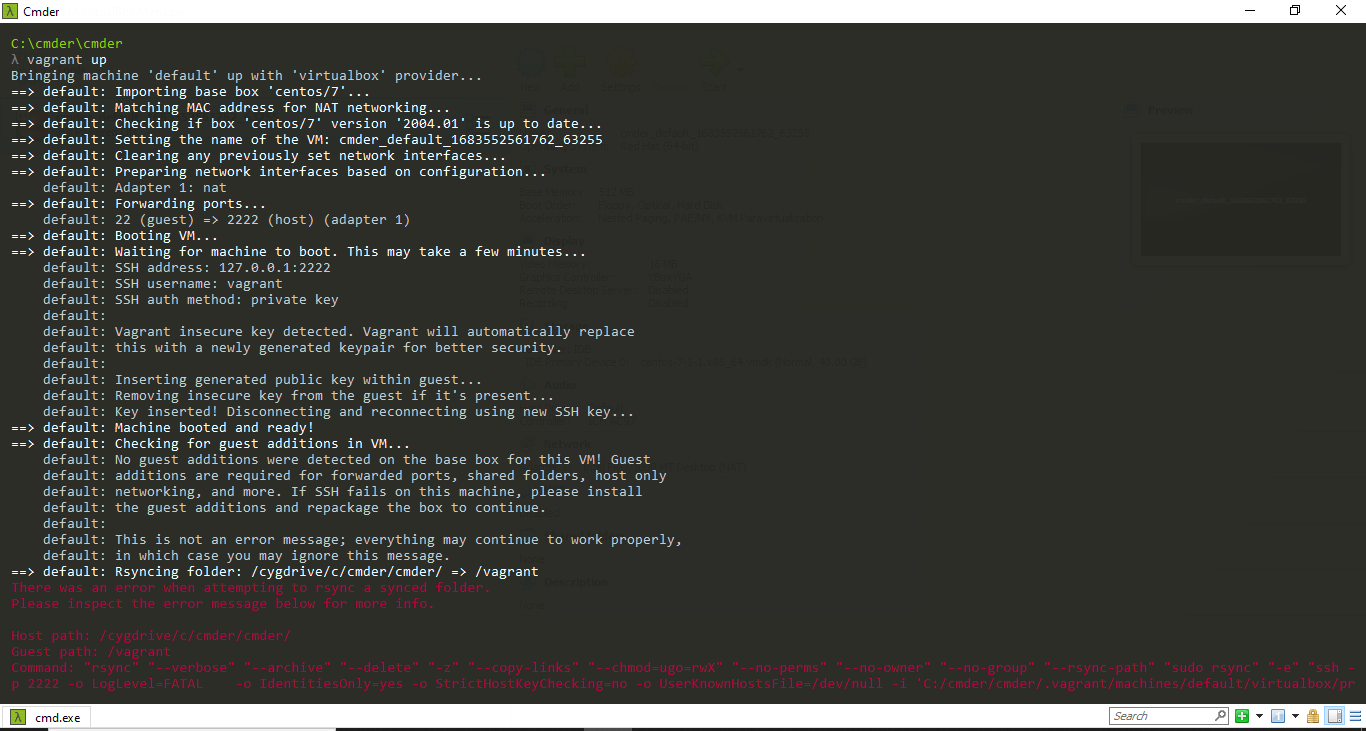 Cmder
C:\cmder\cmder
λ vagrant up
Bringing machine 'default' up with 'virtualbox' provider...
==> default: Importing base box 'centos/7'...
==> default: Matching MAC address for NAT networking...
==> default: Checking if box 'centos/7' version '2004.01' is up to date...
==> default: Setting the name of the VM: cmder_default_1683552561762_63255
==> default: Clearing any previously set network interfaces...
==> default: Preparing network interfaces based on configuration...
    default: Adapter 1: nat
==> default: Forwarding ports...
    default: 22 (guest) => 2222 (host) (adapter 1)
==> default: Booting VM...
==> default: Waiting for machine to boot. This may take a few minutes...
    default: SSH address: 127.0.0.1:2222
    default: SSH username: vagrant
    default: SSH auth method: private key
    default:
    default: Vagrant insecure key detected. Vagrant will automatically replace
    default: this with a newly generated keypair for better security.
    default:
    default: Inserting generated public key within guest...
    default: Removing insecure key from the guest if it's present...
    default: Key inserted! Disconnecting and reconnecting using new SSH key...
==> default: Machine booted and ready!
==> default: Checking for guest additions in VM...
    default: No guest additions were detected on the base box for this VM! Guest
    default: additions are required for forwarded ports, shared folders, host only
    default: networking, and more. If SSH fails on this machine, please install
    default: the guest additions and repackage the box to continue.
    default:
    default: This is not an error message; everything may continue to work properly,
    default: in which case you may ignore this message.
==> default: Rsyncing folder: /cygdrive/c/cmder/cmder/ => /vagrant
There was an error when attempting to rsync a synced folder.
Please inspect the error message below for more info.
Host path: /cygdrive/c/cmder/cmder/
Guest path: /vagrant
Command: "rsync" "--verbose" "--archive" "--delete" "-z" "--copy-links" "--chmod=ugo=rwX" "--no-perms" "--no-owner" "--no-group" "--rsync-path" "sudo rsync" "-e" "ssh -
p 2222 -o LogLevel=FATAL    -o IdentitiesOnly=yes -o StrictHostKeyChecking=no -o UserKnownHostsFile=/dev/null -i 'C:/cmder/cmder/.vagrant/machines/default/virtualbox/pr
cmd.exe
Search